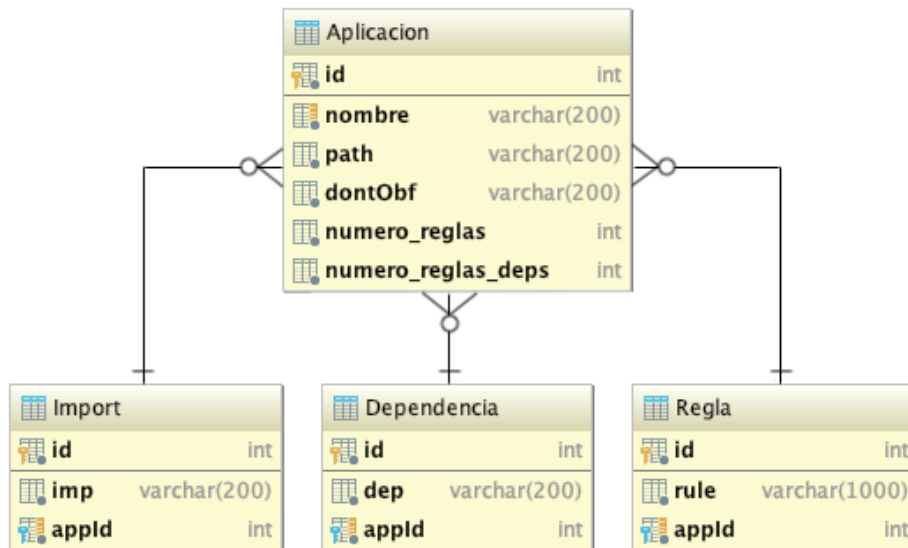 Aplicacion
id int
nombre varchar(200)
path varchar(200)
dontObf varchar(200)
numero_reglas int
numero_reglas_deps int
Import
id int
imp varchar(200)
appId int
Dependencia
id int
dep varchar(200)
appId int
Regla
id int
rule varchar(1000)
appId int